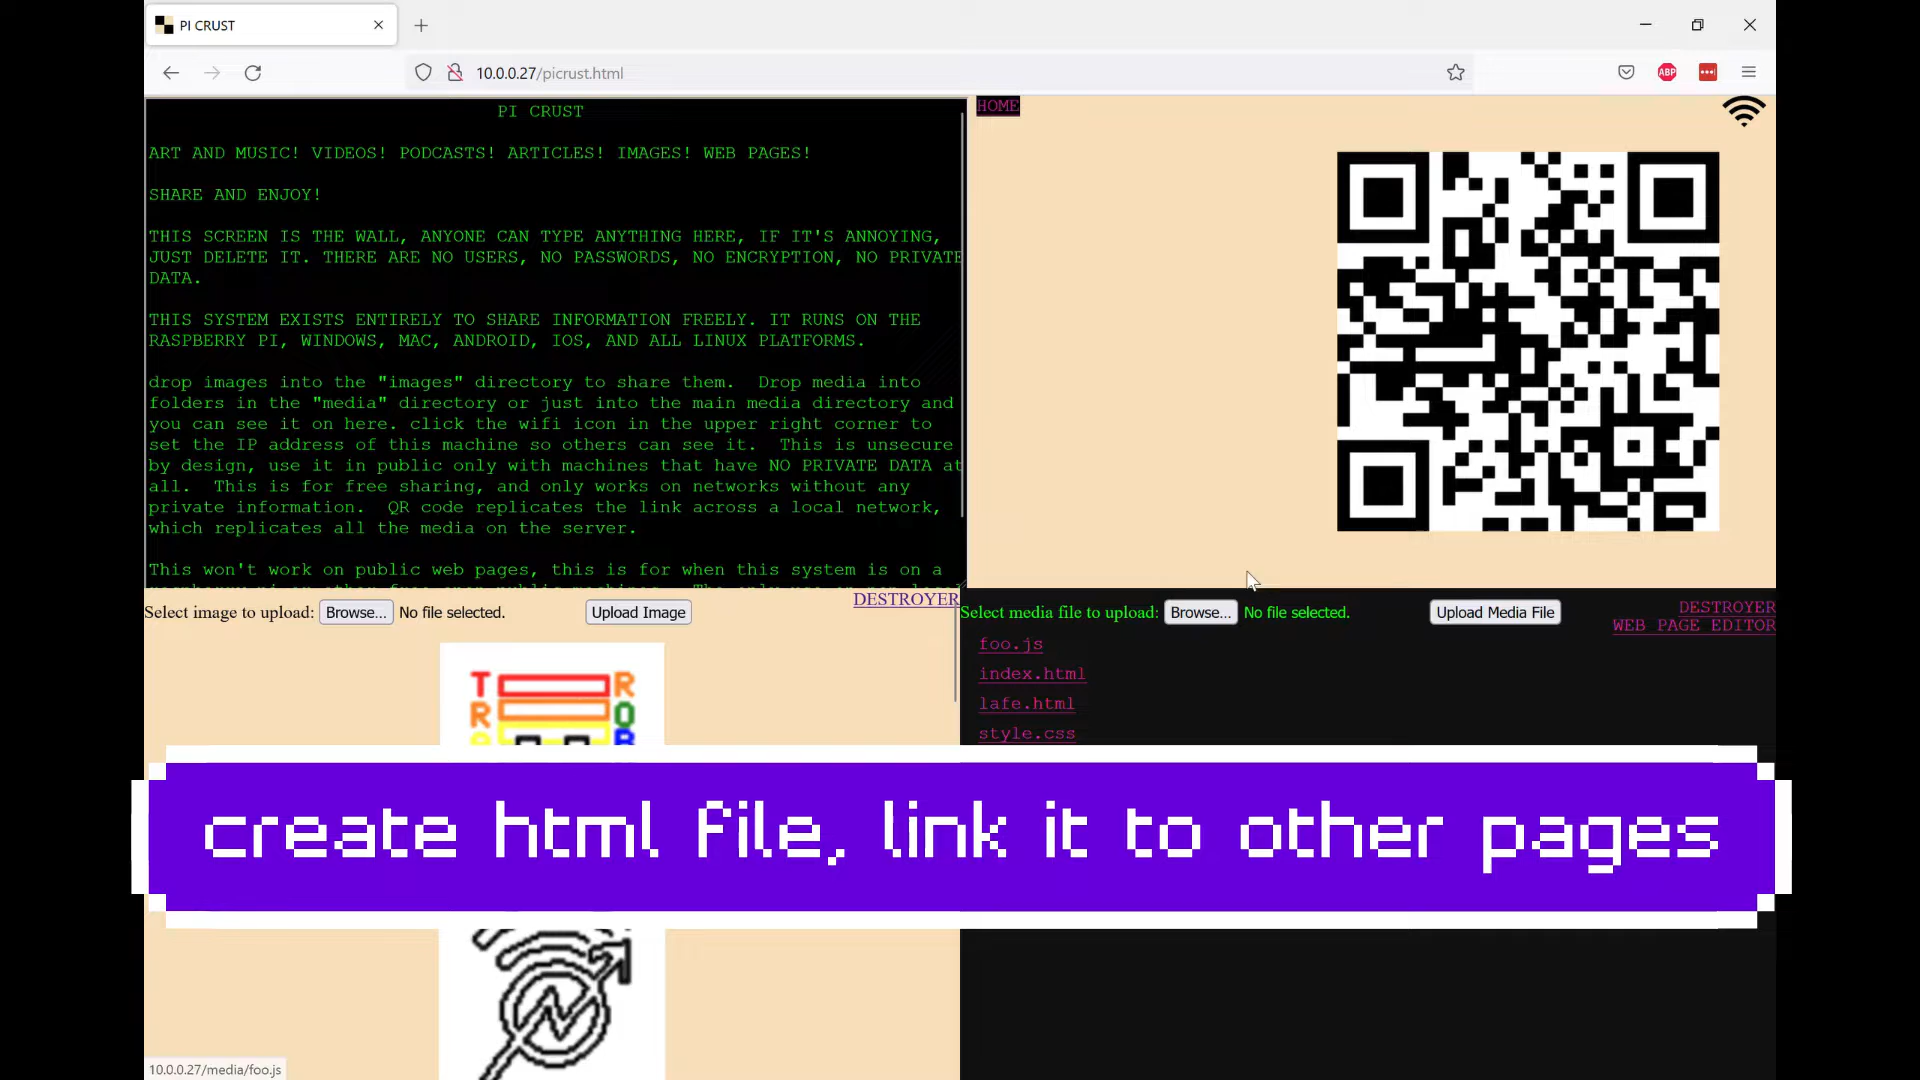 PI CRUST
10.0.0.27/picrust.html
ABP
PI CRUST
ART AND MUSIC! VIDEOS! PODCASTS! ARTICLES! IMAGES! WEB PAGES!
SHARE AND ENJOY!
THIS SCREEN IS THE WALL, ANYONE CAN TYPE ANYTHING HERE, IF IT'S ANNOYING,
JUST DELETE IT. THERE ARE NO USERS, NO PASSWORDS, NO ENCRYPTION, NO PRIVATE
DATA.
THIS SYSTEM EXISTS ENTIRELY TO SHARE INFORMATION FREELY. IT RUNS ON THE
RASPBERRY PI, WINDOWS, MAC, ANDROID, IOS, AND ALL LINUX PLATFORMS.
drop images into the "images" directory to share them.  Drop media into
folders in the "media" directory or just into the main media directory and
you can see it on here. click the wifi icon in the upper right corner to
set the IP address of this machine so others can see it.  This is unsecure
by design, use it in public only with machines that have NO PRIVATE DATA at
all.  This is for free sharing, and only works on networks without any
private information.  QR code replicates the link across a local network,
which replicates all the media on the server.
This won't work on public web pages, this is for when this system is on a
HOME
Select image to upload: Browse... No file selected. Upload Image
DESTROYER
T R
R O
Select media file to upload: Browse... No file selected. Upload Media File
DESTROYER
WEB PAGE EDITOR
foo.js
index.html
lafe.html
style.css
create html file, link it to other pages
10.0.0.27/media/foo.js